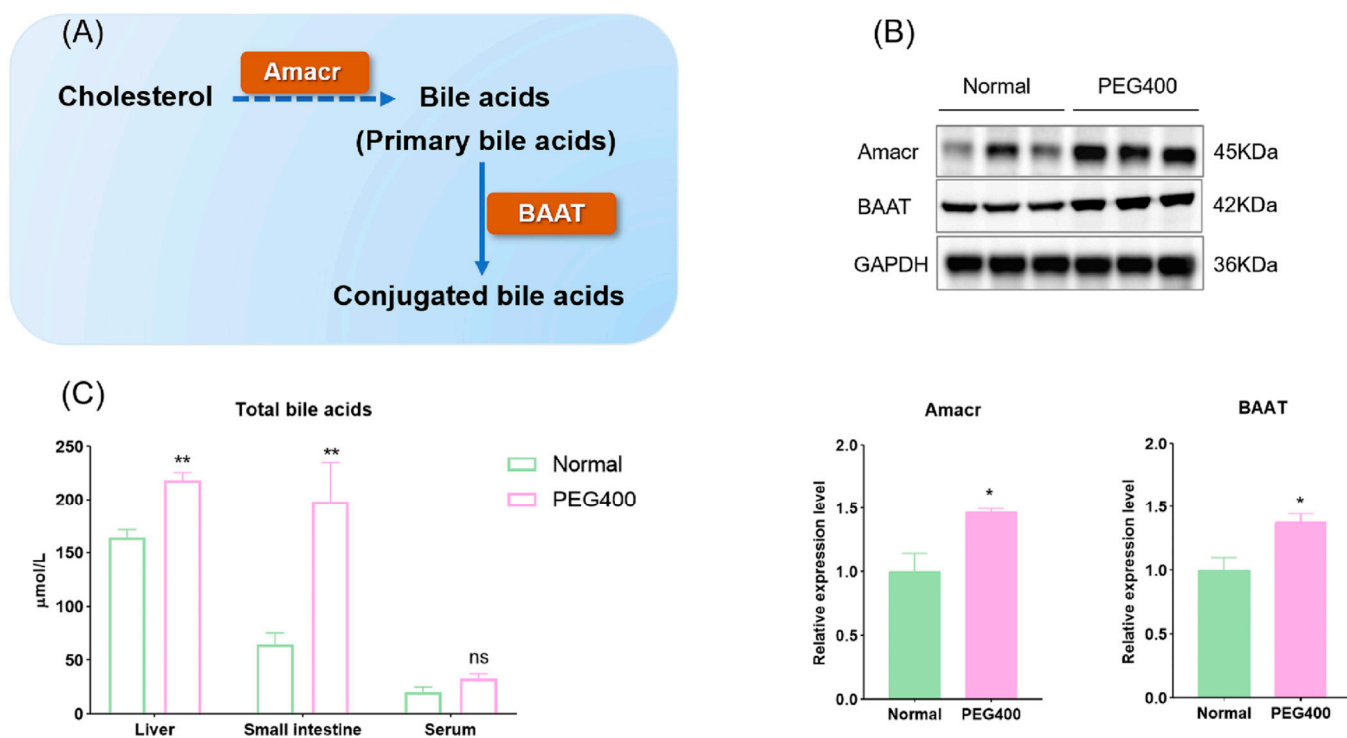 (A)
Amacr
Cholesterol
Bile acids
(Primary bile acids)
BAAT
Conjugated bile acids
(B)
Normal PEG400
Amacr 45KDa
BAAT 42KDa
GAPDH 36KDa
(C)
Total bile acids
μmol/L
250
200
150
100
50
0
**
**
ns
Liver Small intestine Serum
Normal
PEG400
Amacr
Relative expression level
2.0
1.5
1.0
0.5
0.0
*
Normal PEG400
BAAT
Relative expression level
2.0
1.5
1.0
0.5
0.0
*
Normal PEG400